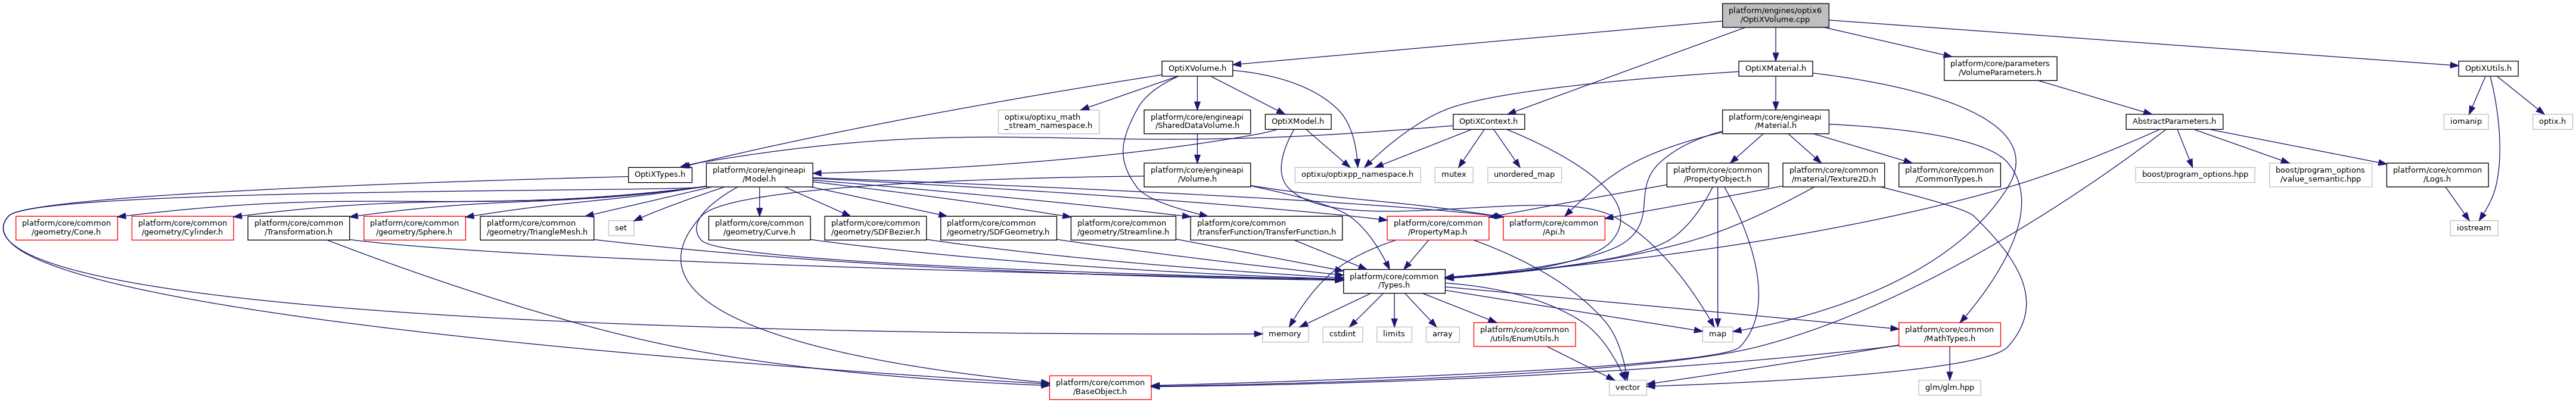 platform/engines/optix6
/OptiXVolume.cpp
OptiXVolume.h
OptiXMaterial.h
platform/core/parameters
/VolumeParameters.h
OptiXUtils.h
optixu/optixu_math
_stream_namespace.h
platform/core/engineapi
/SharedDataVolume.h
OptiXModel.h
OptiXContext.h
platform/core/engineapi
/Material.h
AbstractParameters.h
iomanip
optix.h
OptiXTypes.h
platform/core/engineapi
/Model.h
platform/core/engineapi
/Volume.h
optixu/optixpp_namespace.h
mutex
unordered_map
platform/core/common
/PropertyObject.h
platform/core/common
/material/Texture2D.h
platform/core/common
/CommonTypes.h
boost/program_options.hpp
boost/program_options
/value_semantic.hpp
platform/core/common
/Logs.h
platform/core/common
/geometry/Cone.h
platform/core/common
/geometry/Cylinder.h
platform/core/common
/Transformation.h
platform/core/common
/geometry/Sphere.h
platform/core/common
/geometry/TriangleMesh.h
set
platform/core/common
/geometry/Curve.h
platform/core/common
/geometry/SDFBezier.h
platform/core/common
/geometry/SDFGeometry.h
platform/core/common
/geometry/Streamline.h
platform/core/common
/transferFunction/TransferFunction.h
platform/core/common
/PropertyMap.h
platform/core/common
/Api.h
iostream
platform/core/common
/Types.h
memory
cstdint
limits
array
platform/core/common
/utils/EnumUtils.h
map
platform/core/common
/MathTypes.h
platform/core/common
/BaseObject.h
vector
glm/glm.hpp